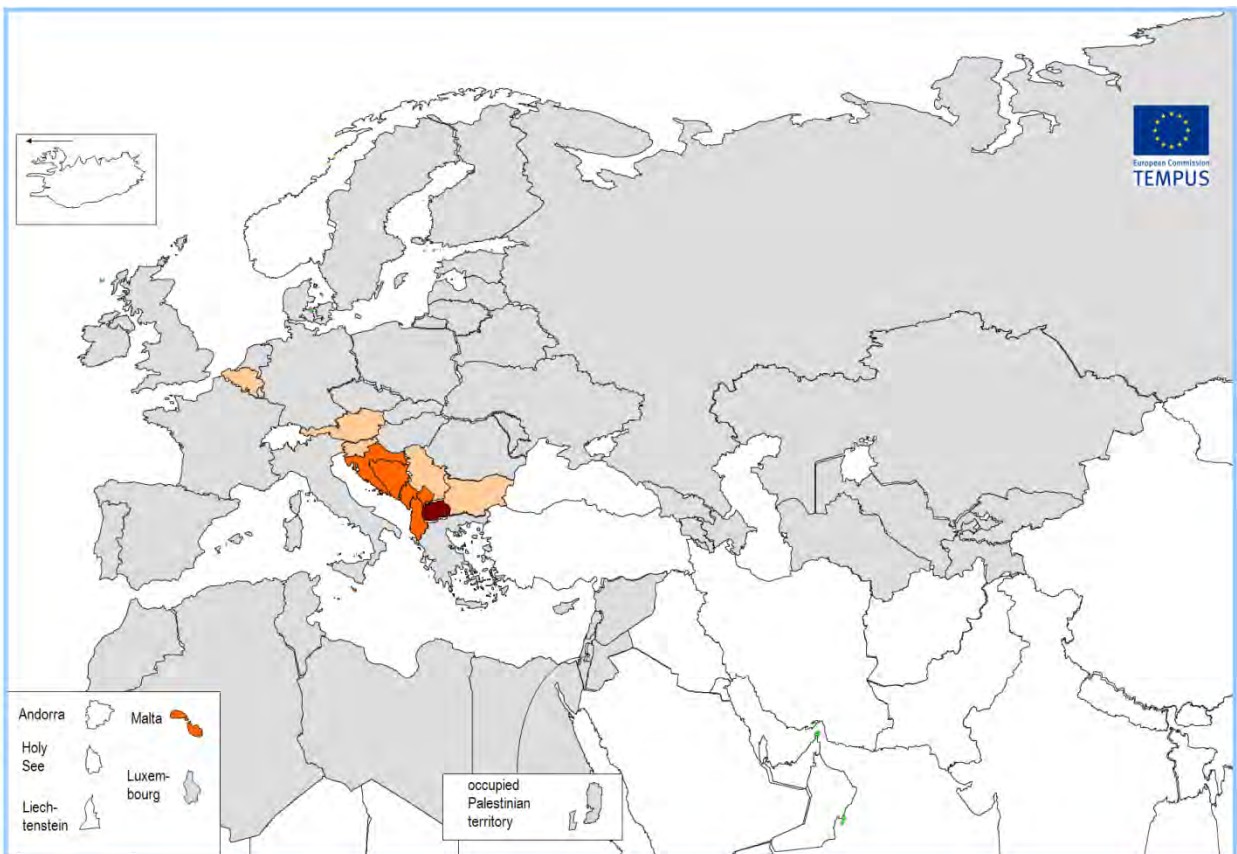 European Commission
TEMPUS
Andorra
Malta
Holy
See
Luxem-
bourg
Liech-
tenstein
occupied
Palestinian
territory